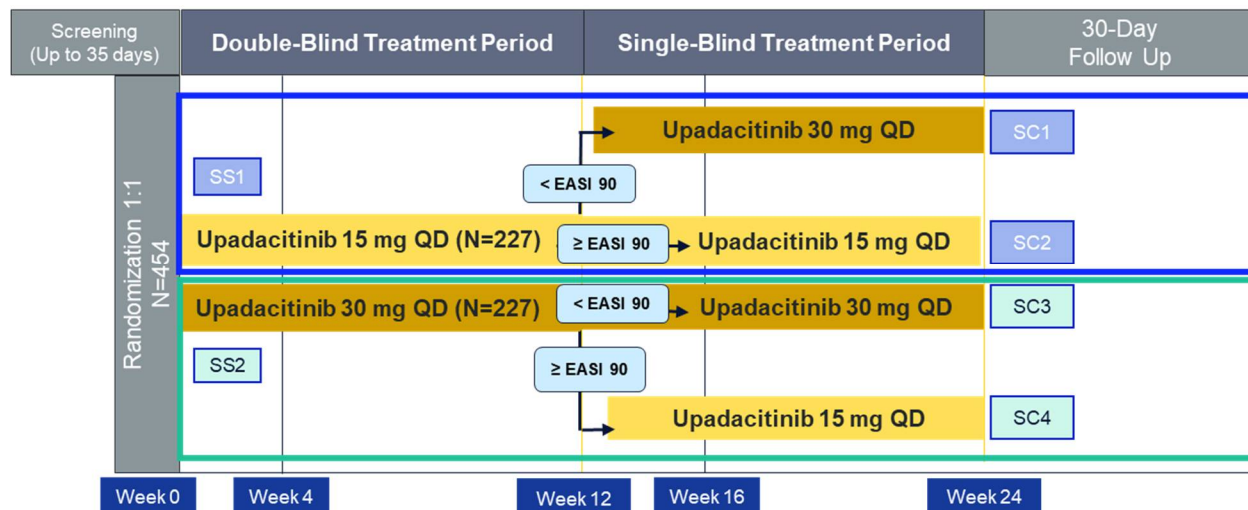 Screening
(Up to 35 days)
Double-Blind Treatment Period
Single-Blind Treatment Period
30-Day
Follow Up
Randomization 1:1
N=454
Upadacitinib 30 mg QD
SC1
SS1
< EASI 90
Upadacitinib 15 mg QD (N=227)
≥ EASI 90
Upadacitinib 15 mg QD
SC2
Upadacitinib 30 mg QD (N=227)
< EASI 90
Upadacitinib 30 mg QD
SC3
SS2
≥ EASI 90
Upadacitinib 15 mg QD
SC4
Week 0
Week 4
Week 12
Week 16
Week 24